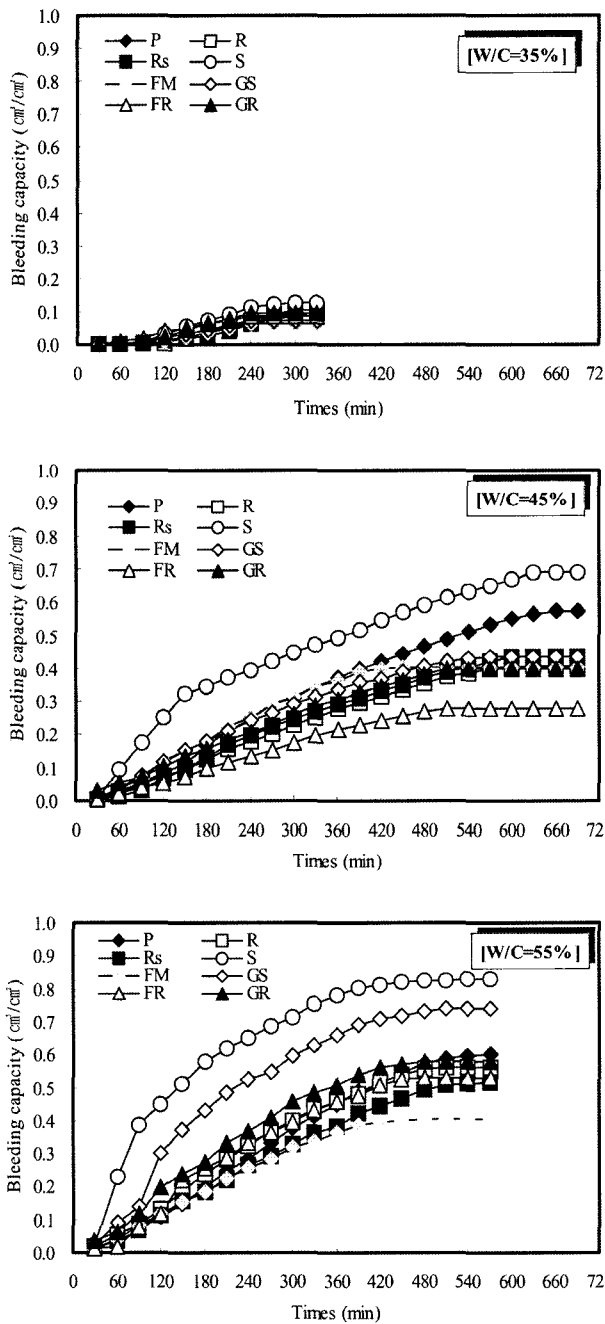 1.0
0.9
0.8
0.7
0.6
0.5
0.4
0.3
0.2
0.1
0.0
Bleeding capacity (㎤/㎠)
P R
Rs S
FM GS
FR GR
[W/C=35%]
0 60 120 180 240 300 360 420 480 540 600 660 72
Times (min)
1.0
0.9
0.8
0.7
0.6
0.5
0.4
0.3
0.2
0.1
0.0
Bleeding capacity (㎤/㎠)
P R
Rs S
FM GS
FR GR
[W/C=45%]
0 60 120 180 240 300 360 420 480 540 600 660 72
Times (min)
1.0
0.9
0.8
0.7
0.6
0.5
0.4
0.3
0.2
0.1
0.0
Bleeding capacity (㎤/㎠)
P R
Rs S
FM GS
FR GR
[W/C=55%]
0 60 120 180 240 300 360 420 480 540 600 660 72
Times (min)